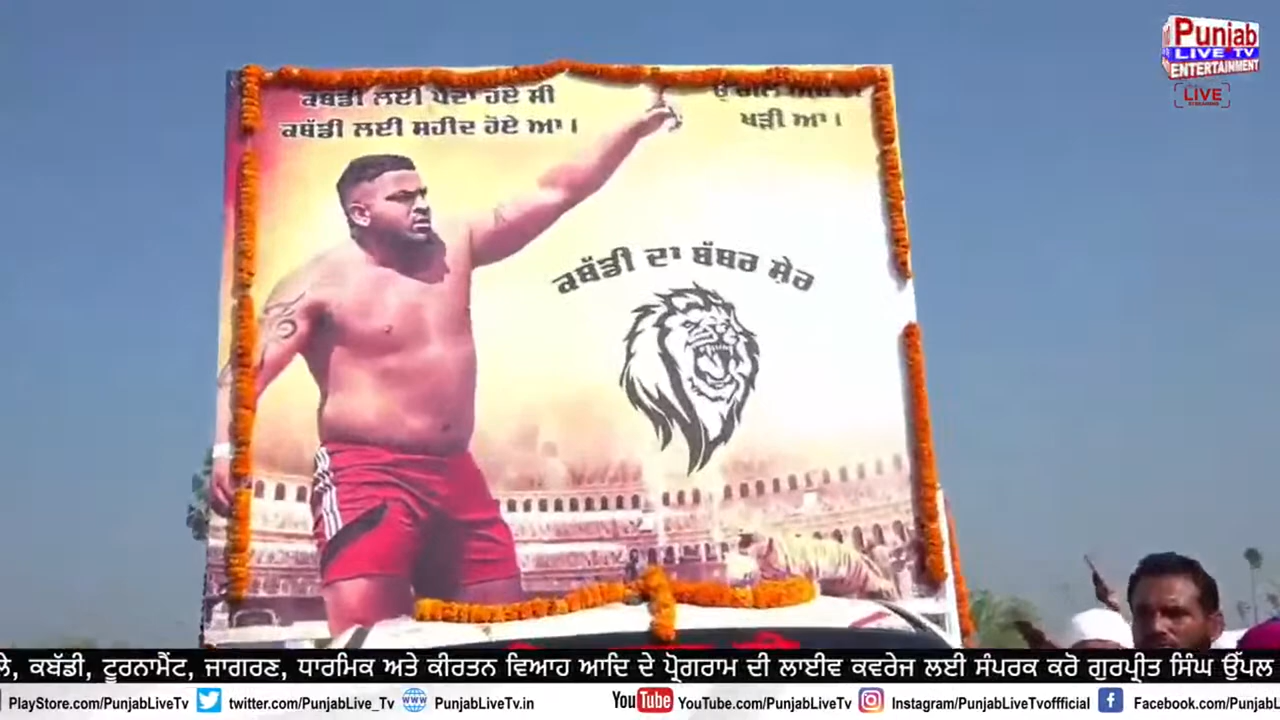 Punjab
LIVE TV
ENTERTAINMENT
LIVE
ਕਬੱਡੀ ਲਈ ਪੈਦਾ ਹੋਏ ਸੀ
ਕਬੱਡੀ ਲਈ ਸ਼ਹੀਦ ਹੋਏ ਆ।
ਖੜੀ ਆ।
ਕਬੱਡੀ ਦਾ ਬੱਬਰ ਸ਼ੇਰ
ਕਬੱਡੀ, ਟੂਰਨਾਮੈਂਟ, ਜਾਗਰਣ, ਧਾਰਮਿਕ ਅਤੇ ਕੀਰਤਨ ਵਿਆਹ ਆਦਿ ਦੇ ਪ੍ਰੋਗਰਾਮ ਦੀ ਲਾਈਵ ਕਵਰੇਜ ਲਈ ਸੰਪਰਕ ਕਰੋ ਗੁਰਪ੍ਰੀਤ ਸਿੰਘ ਉੱਪਲ
PlayStore.com/PunjabLiveTv twitter.com/PunjabLive_Tv PunjabLiveTv.in YouTube YouTube.com/PunjabLiveTv Instagram/PunjabLiveTvoffficial Facebook.com/PunjabL